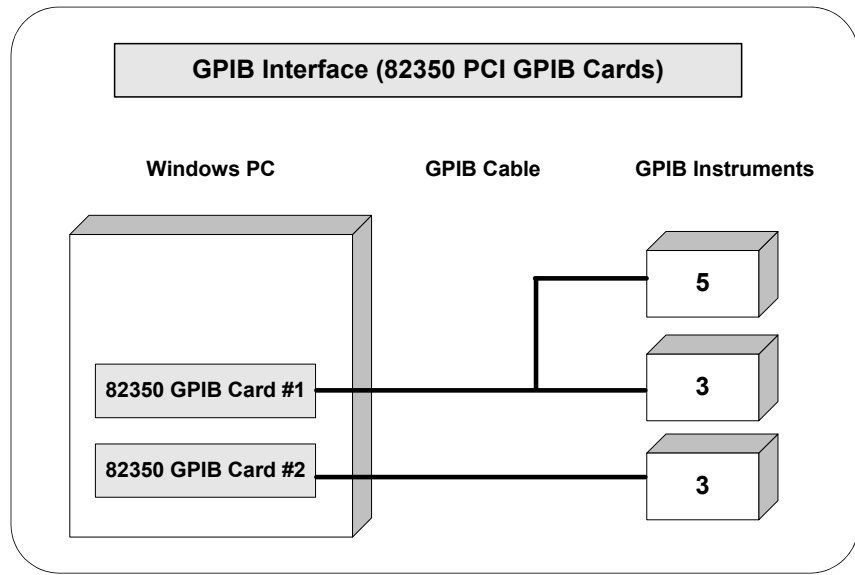 GPIB Interface (82350 PCI GPIB Cards)
Windows PC
GPIB Cable
GPIB Instruments
5
82350 GPIB Card #1
3
82350 GPIB Card #2
3